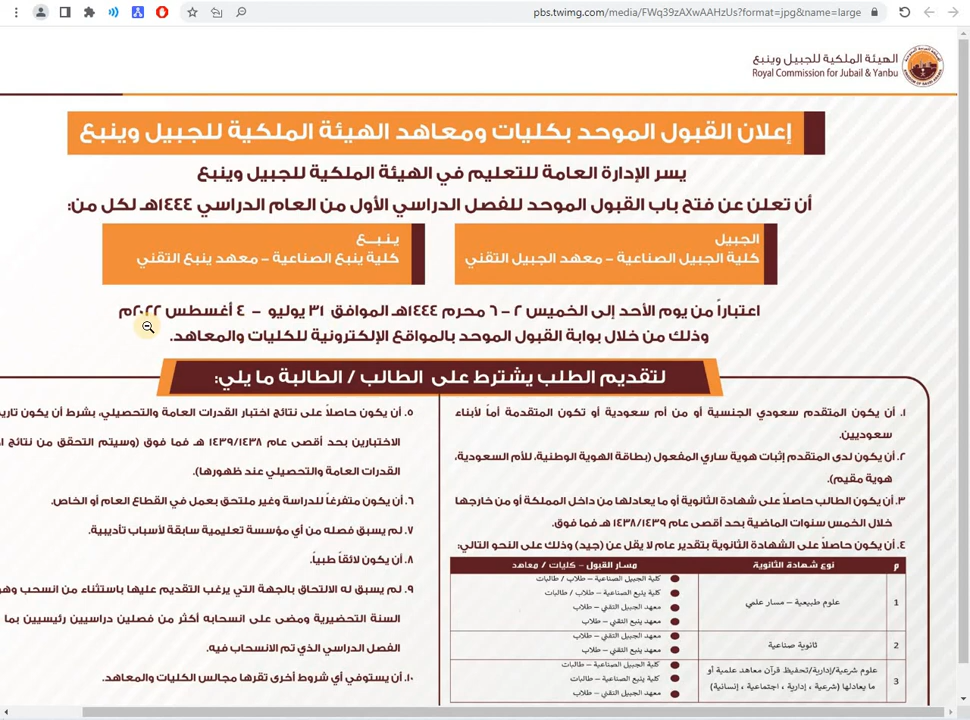 pbs.twimg.com/media/FWq39zAXwAAHzUs?format=jpg&name=large
الهيئة الملكية للجبيل وينبع
Royal Commission for Jubail & Yanbu
إعلان القبول الموحد بكليات ومعاهد الهيئة الملكية للجبيل وينبع
يسر الإدارة العامة للتعليم في الهيئة الملكية للجبيل وينبع
أن تعلن عن فتح باب القبول الموحد للفصل الدراسي الأول من العام الدراسي ١٤٤٤هـ لكل من:
الجبيل
كلية الجبيل الصناعية – معهد الجبيل التقني
ينبـــع
كلية ينبع الصناعية – معهد ينبع التقني
اعتباراً من يوم الأحد إلى الخميس ٢ – ٦ محرم ١٤٤٤هـ الموافق ٣١ يوليو – ٤ أغسطس ٢٠٢٢م
وذلك من خلال بوابة القبول الموحد بالمواقع الإلكترونية للكليات والمعاهد.
لتقديم الطلب يشترط على الطالب / الطالبة ما يلي:
١. أن يكون المتقدم سعودي الجنسية أو من أم سعودية أو تكون المتقدمة أماً لأبناء
سعوديين.
٢. أن يكون لدى المتقدم إثبات هوية ساري المفعول (بطاقة الهوية الوطنية، للأم السعودية،
هوية مقيم).
٣. أن يكون الطالب حاصلاً على شهادة الثانوية أو ما يعادلها من داخل المملكة أو من خارجها
خلال الخمس سنوات الماضية بحد أقصى عام ١٤٣٨/١٤٣٩ هـ فما فوق.
٤. أن يكون حاصلاً على الشهادة الثانوية بتقدير عام لا يقل عن (جيد) وذلك على النحو التالي:
م نوع شهادة الثانوية مسار القبول – كليات / معاهد
1 علوم طبيعية – مسار علمي
كلية الجبيل الصناعية – طلاب / طالبات
كلية ينبع الصناعية – طلاب / طالبات
معهد الجبيل التقني – طلاب
معهد ينبع التقني – طلاب
2 ثانوية صناعية
معهد الجبيل التقني – طلاب
معهد ينبع التقني – طلاب
3 علوم شرعية/إدارية/تحفيظ قرآن معاهد علمية أو
ما يعادلها (شرعية ، إدارية ، اجتماعية ، إنسانية)
كلية الجبيل الصناعية – طالبات
كلية ينبع الصناعية – طالبات
معهد الجبيل التقني – طلاب
٥. أن يكون حاصلاً على نتائج اختبار القدرات العامة والتحصيلي، بشرط أن يكون
الاختبارين بحد أقصى عام ١٤٣٩/١٤٣٨ هـ فما فوق (وسيتم التحقق من نتائج
القدرات العامة والتحصيلي عند ظهورها).
٦. أن يكون متفرغاً للدراسة وغير ملتحق بعمل في القطاع العام أو الخاص.
٧. لم يسبق فصله من أي مؤسسة تعليمية سابقة لأسباب تأديبية.
٨. أن يكون لائقاً طبياً.
٩. لم يسبق له الالتحاق بالجهة التي يرغب التقديم عليها باستثناء من انسحب
السنة التحضيرية ومضى على انسحابه أكثر من فصلين دراسيين رئيسيين بما
الفصل الدراسي الذي تم الانسحاب فيه.
١٠. أن يستوفي أي شروط أخرى تقرها مجالس الكليات والمعاهد.